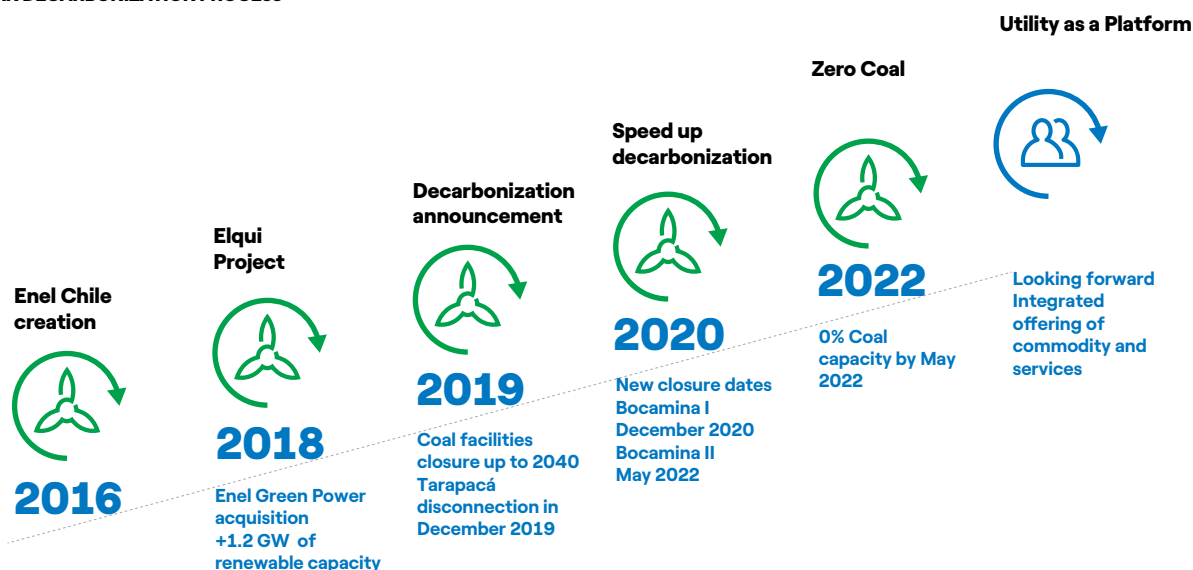 Enel Chile
creation
2016
Elqui
Project
2018
Enel Green Power
acquisition
+1.2 GW of
renewable capacity
Decarbonization
announcement
2019
Coal facilities
closure up to 2040
Tarapacá
disconnection in
December 2019
Speed up
decarbonization
2020
New closure dates
Bocamina I
December 2020
Bocamina II
May 2022
Zero Coal
2022
0% Coal
capacity by May
2022
Utility as a Platform
Looking forward
Integrated
offering of
commodity and
services